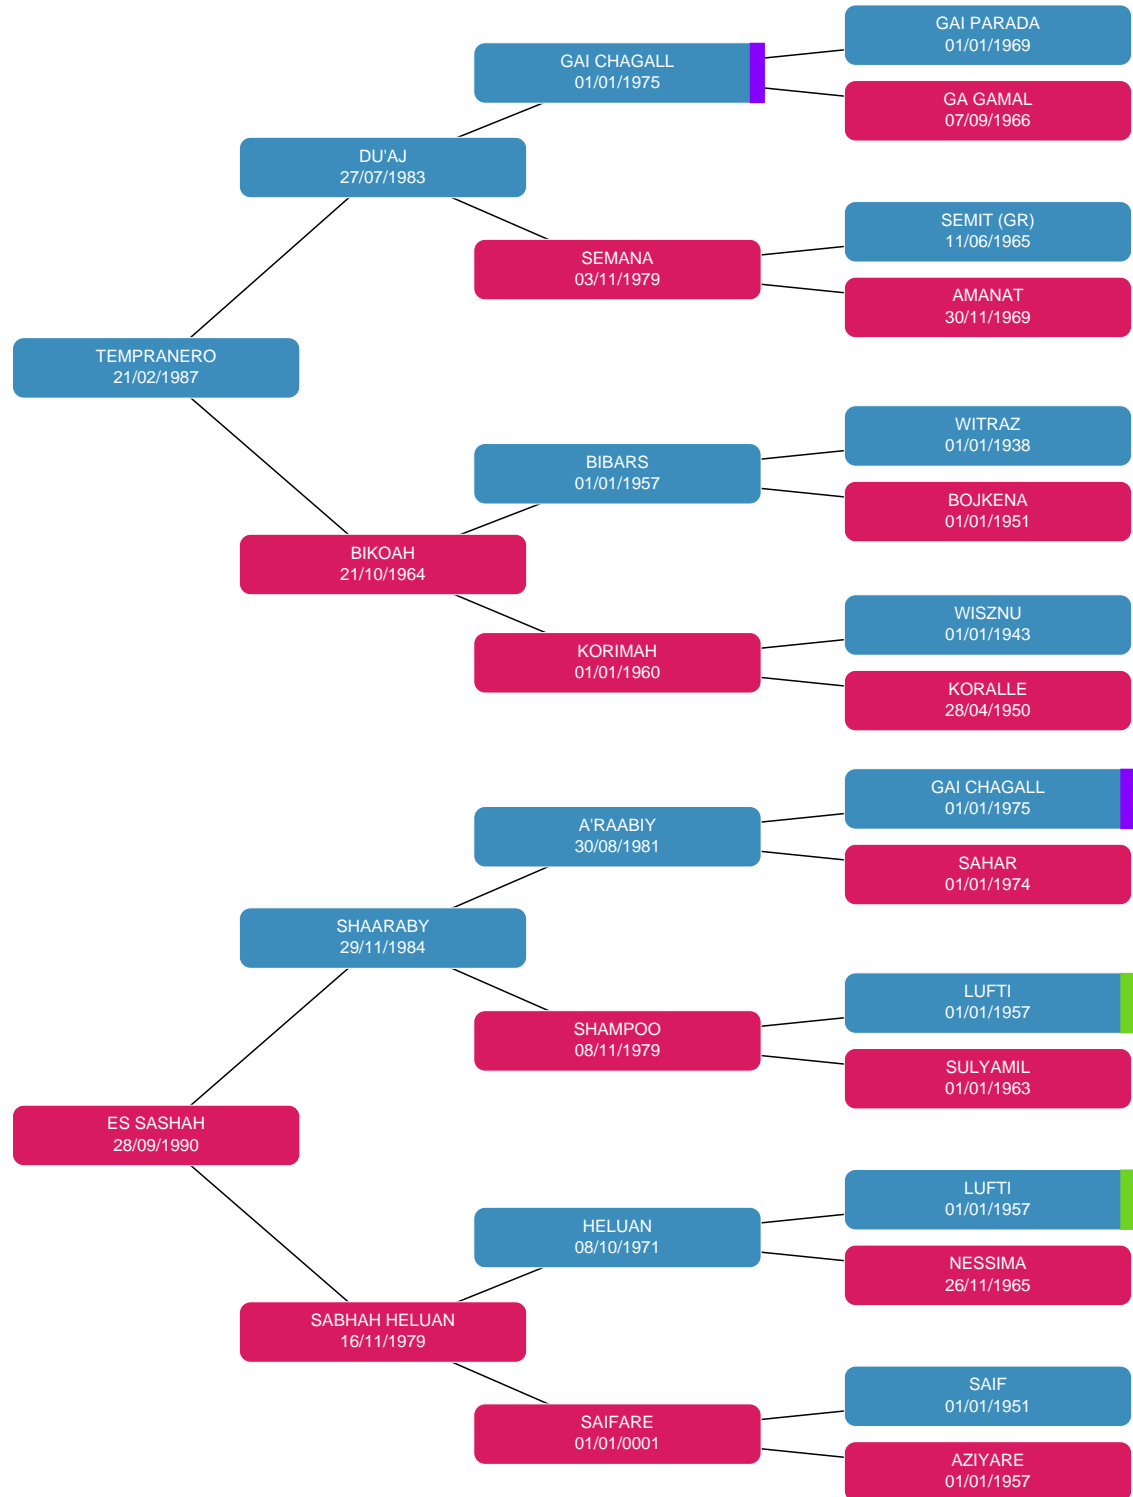 GAI PARADA
01/01/1969
GAI CHAGALL
01/01/1975
GA GAMAL
07/09/1966
DU'AJ
27/07/1983
SEMIT (GR)
11/06/1965
SEMANA
03/11/1979
AMANAT
30/11/1969
TEMPRANERO
21/02/1987
WITRAZ
01/01/1938
BIBARS
01/01/1957
BOJKENA
01/01/1951
BIKOAH
21/10/1964
WISZNU
01/01/1943
KORIMAH
01/01/1960
KORALLE
28/04/1950
GAI CHAGALL
01/01/1975
A'RAABIY
30/08/1981
SAHAR
01/01/1974
SHAARABY
29/11/1984
LUFTI
01/01/1957
SHAMPOO
08/11/1979
SULYAMIL
01/01/1963
ES SASHAH
28/09/1990
LUFTI
01/01/1957
HELUAN
08/10/1971
NESSIMA
26/11/1965
SABHAH HELUAN
16/11/1979
SAIF
01/01/1951
SAIFARE
01/01/0001
AZIYARE
01/01/1957